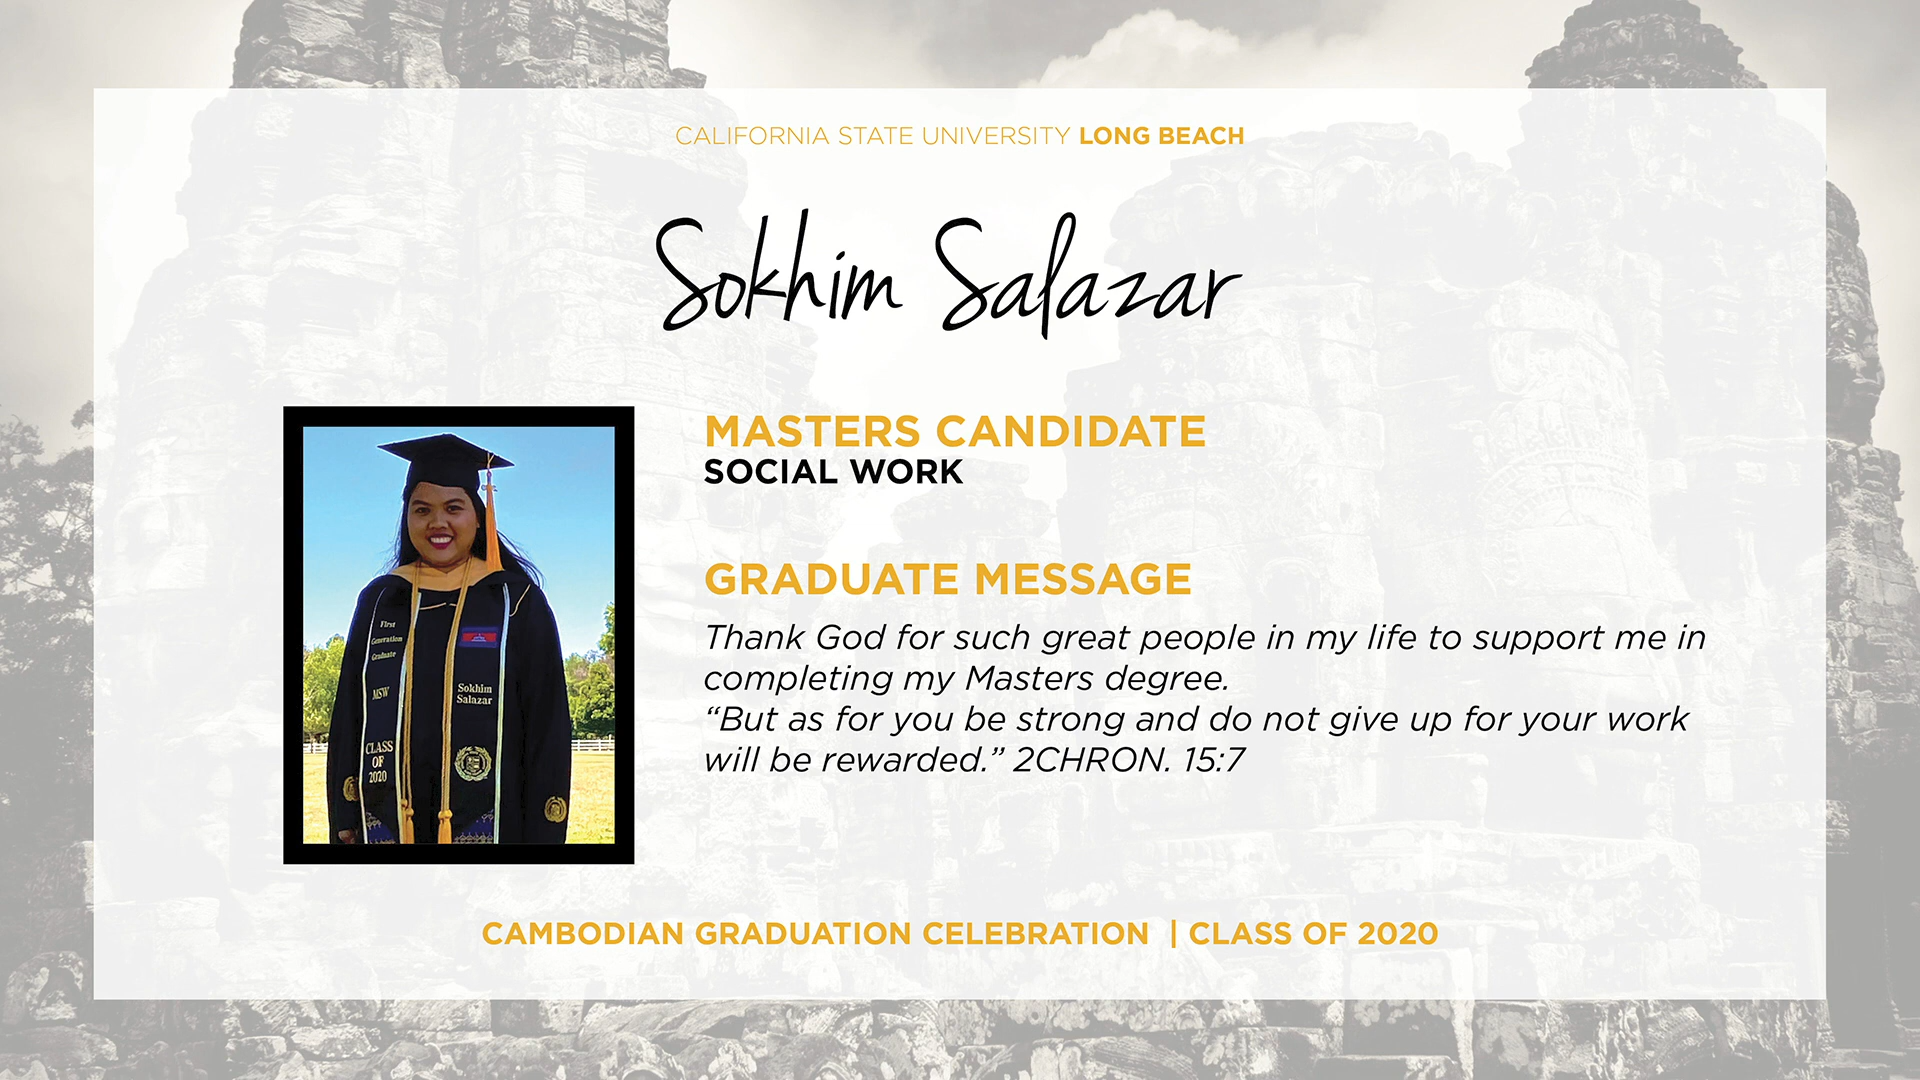 CALIFORNIA STATE UNIVERSITY LONG BEACH
Sokhim Salazar
MASTERS CANDIDATE
SOCIAL WORK
GRADUATE MESSAGE
Thank God for such great people in my life to support me in
completing my Masters degree.
“But as for you be strong and do not give up for your work
will be rewarded.” 2CHRON. 15:7
First
Generation
Graduate
MSW
CLASS
OF
2020
Sokhim
Salazar
CAMBODIAN GRADUATION CELEBRATION | CLASS OF 2020